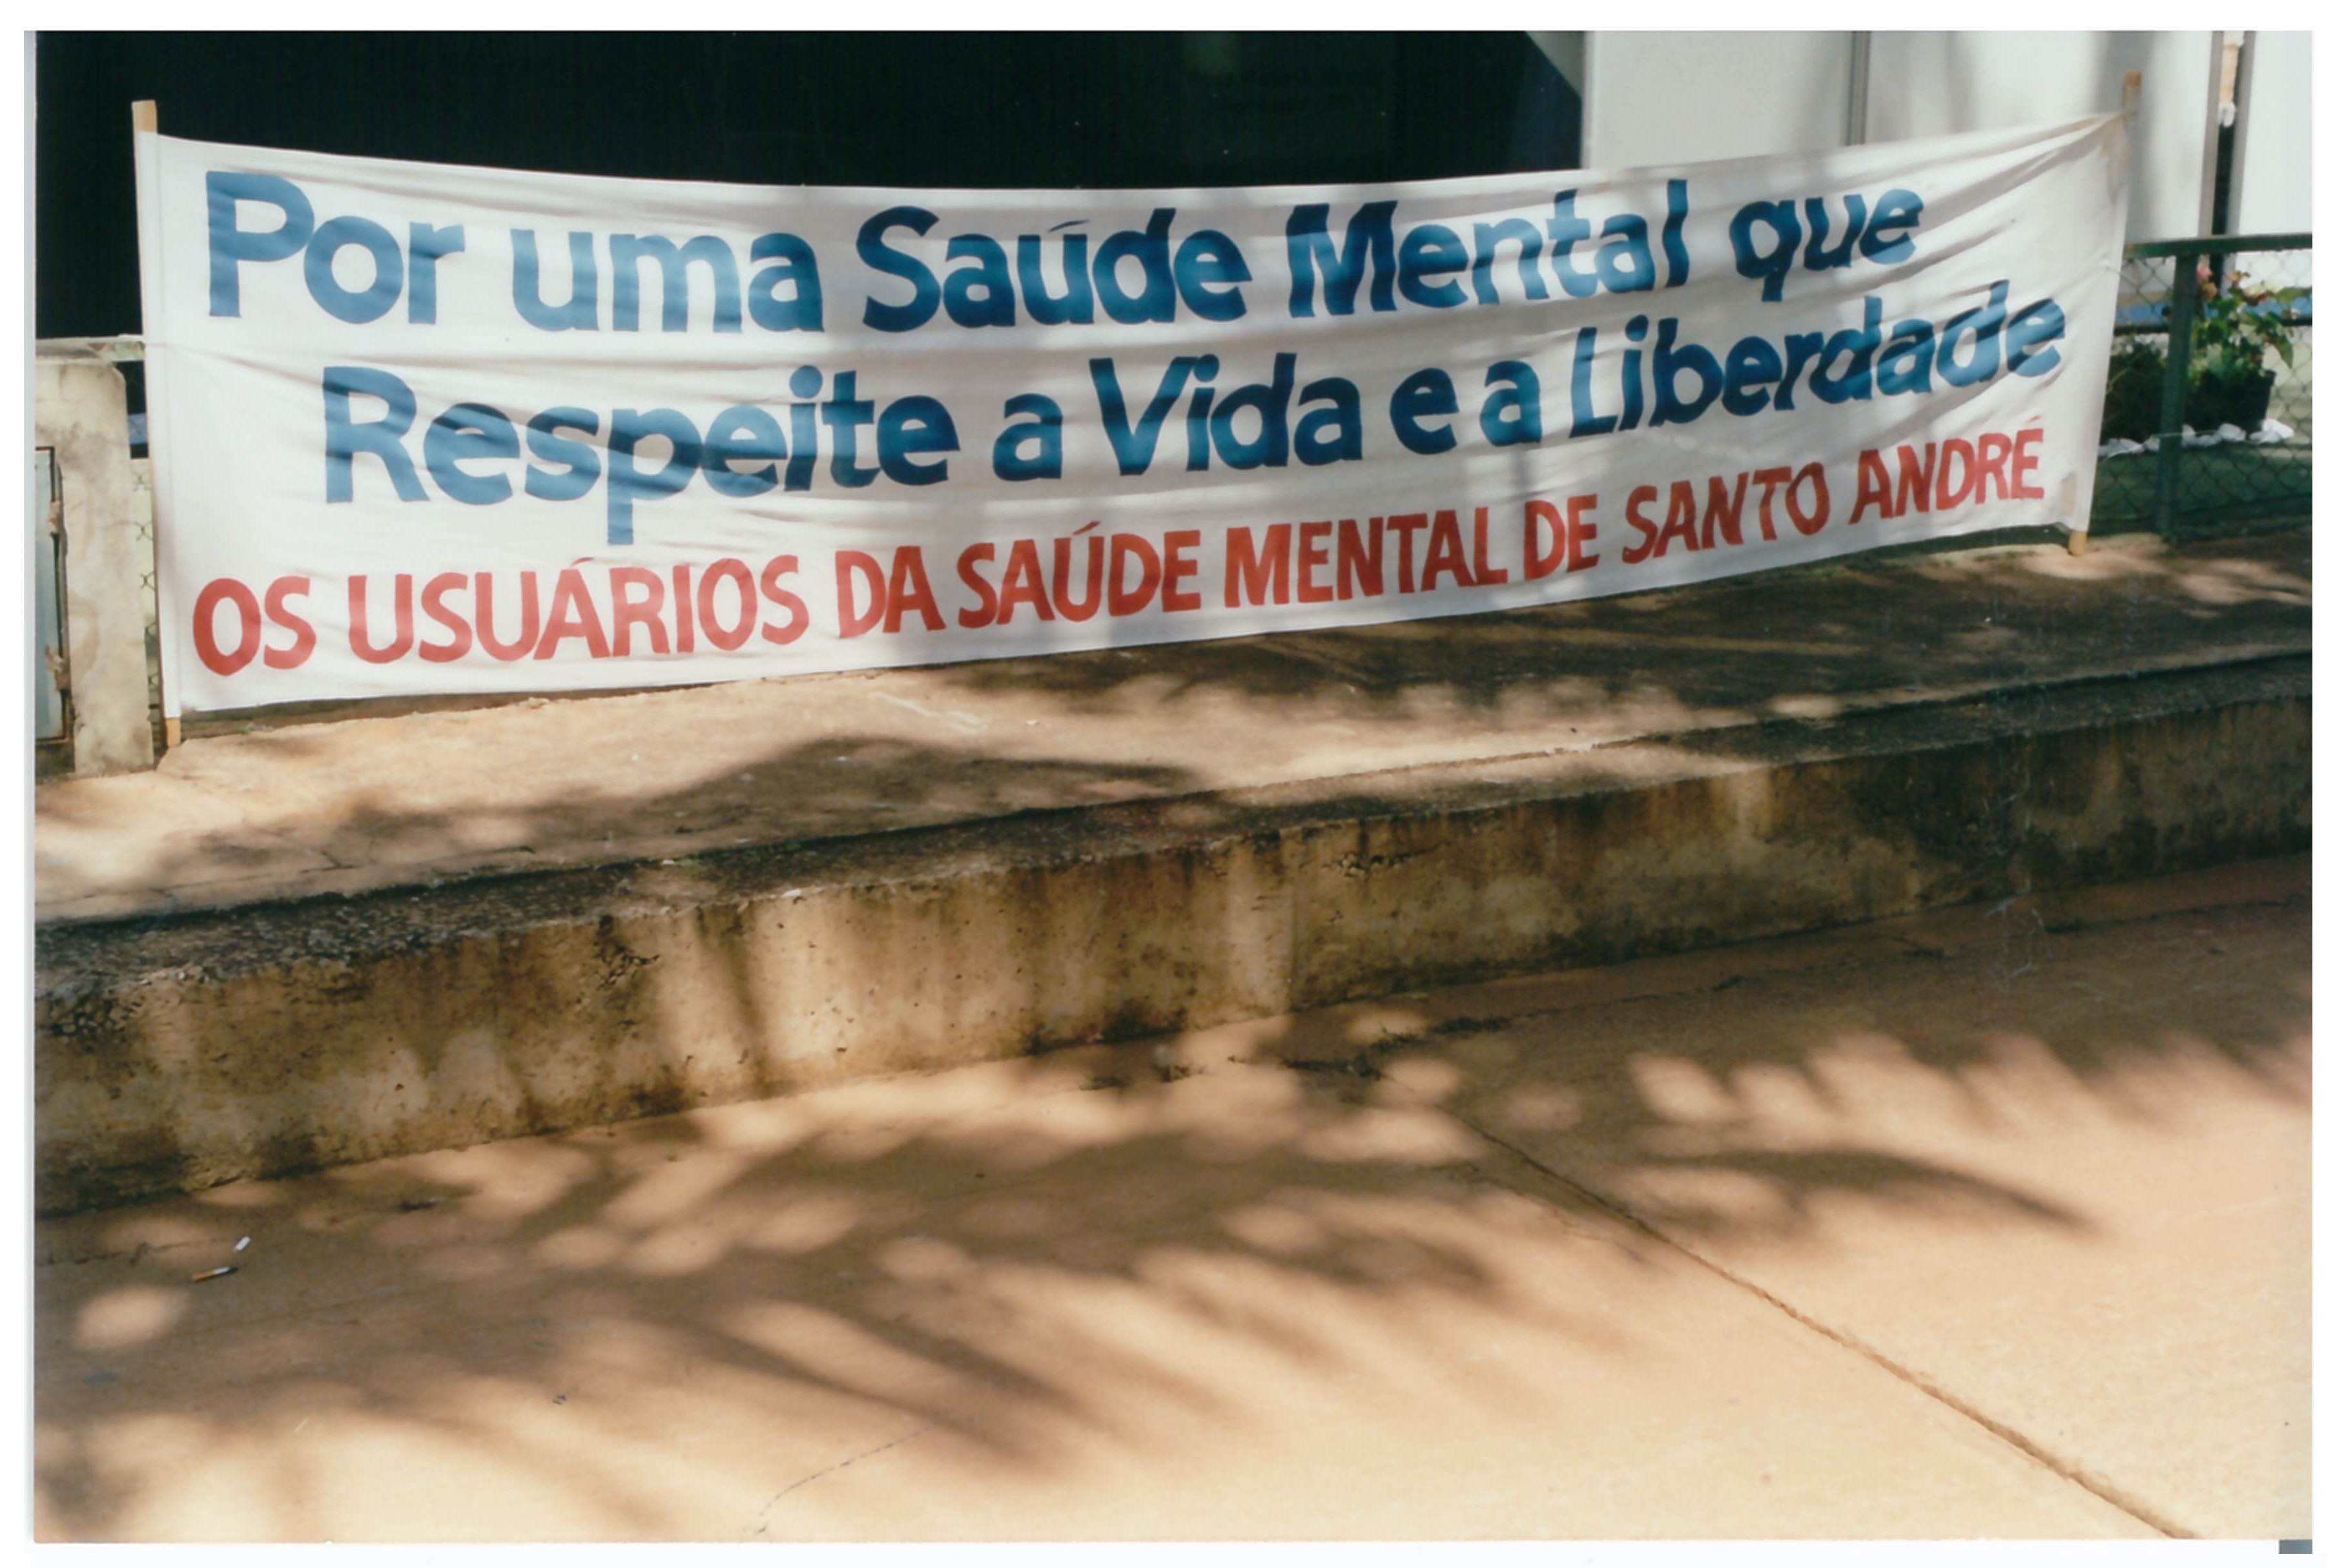 Por uma Saúde Mental que
Respeite a Vida e a Liberdade
OS USUÁRIOS DA SAÚDE MENTAL DE SANTO ANDRÉ